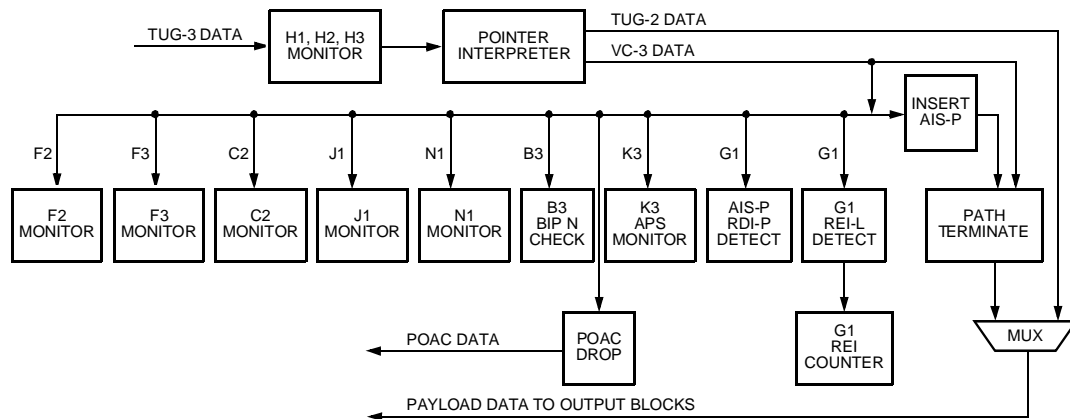 TUG-3 DATA
H1, H2, H3
MONITOR
POINTER
INTERPRETER
TUG-2 DATA
VC-3 DATA
INSERT
AIS-P
F2
F3
C2
J1
N1
B3
K3
G1
G1
F2
MONITOR
F3
MONITOR
C2
MONITOR
J1
MONITOR
N1
MONITOR
B3
BIP N
CHECK
K3
APS
MONITOR
AIS-P
RDI-P
DETECT
G1
REI-L
DETECT
PATH
TERMINATE
POAC DATA
POAC
DROP
G1
REI
COUNTER
MUX
PAYLOAD DATA TO OUTPUT BLOCKS